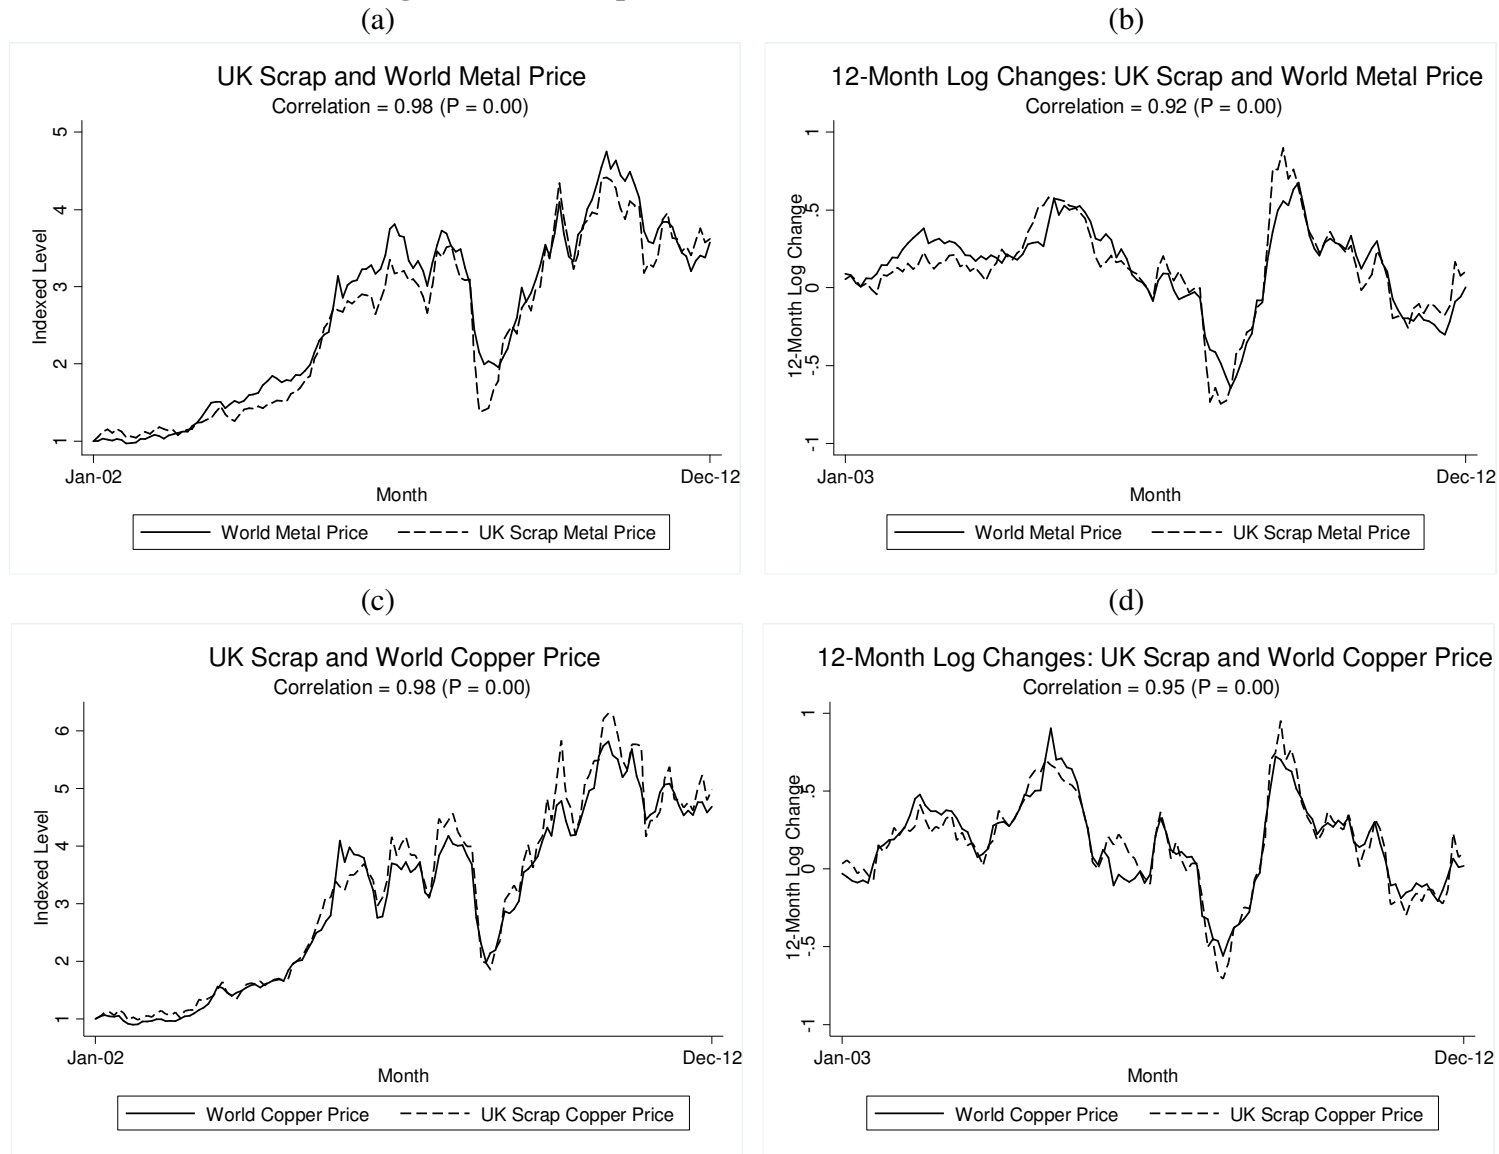 (a)
UK Scrap and World Metal Price
Correlation = 0.98 (P = 0.00)
Indexed Level
5
4
3
2
1
Jan-02
Dec-12
Month
World Metal Price
UK Scrap Metal Price
(b)
12-Month Log Changes: UK Scrap and World Metal Price
Correlation = 0.92 (P = 0.00)
12-Month Log Change
1
.5
0
-.5
-1
Jan-03
Dec-12
Month
World Metal Price
UK Scrap Metal Price
(c)
UK Scrap and World Copper Price
Correlation = 0.98 (P = 0.00)
Indexed Level
6
5
4
3
2
1
Jan-02
Dec-12
Month
World Copper Price
UK Scrap Copper Price
(d)
12-Month Log Changes: UK Scrap and World Copper Price
Correlation = 0.95 (P = 0.00)
12-Month Log Change
1
.5
0
-.5
-1
Jan-03
Dec-12
Month
World Copper Price
UK Scrap Copper Price